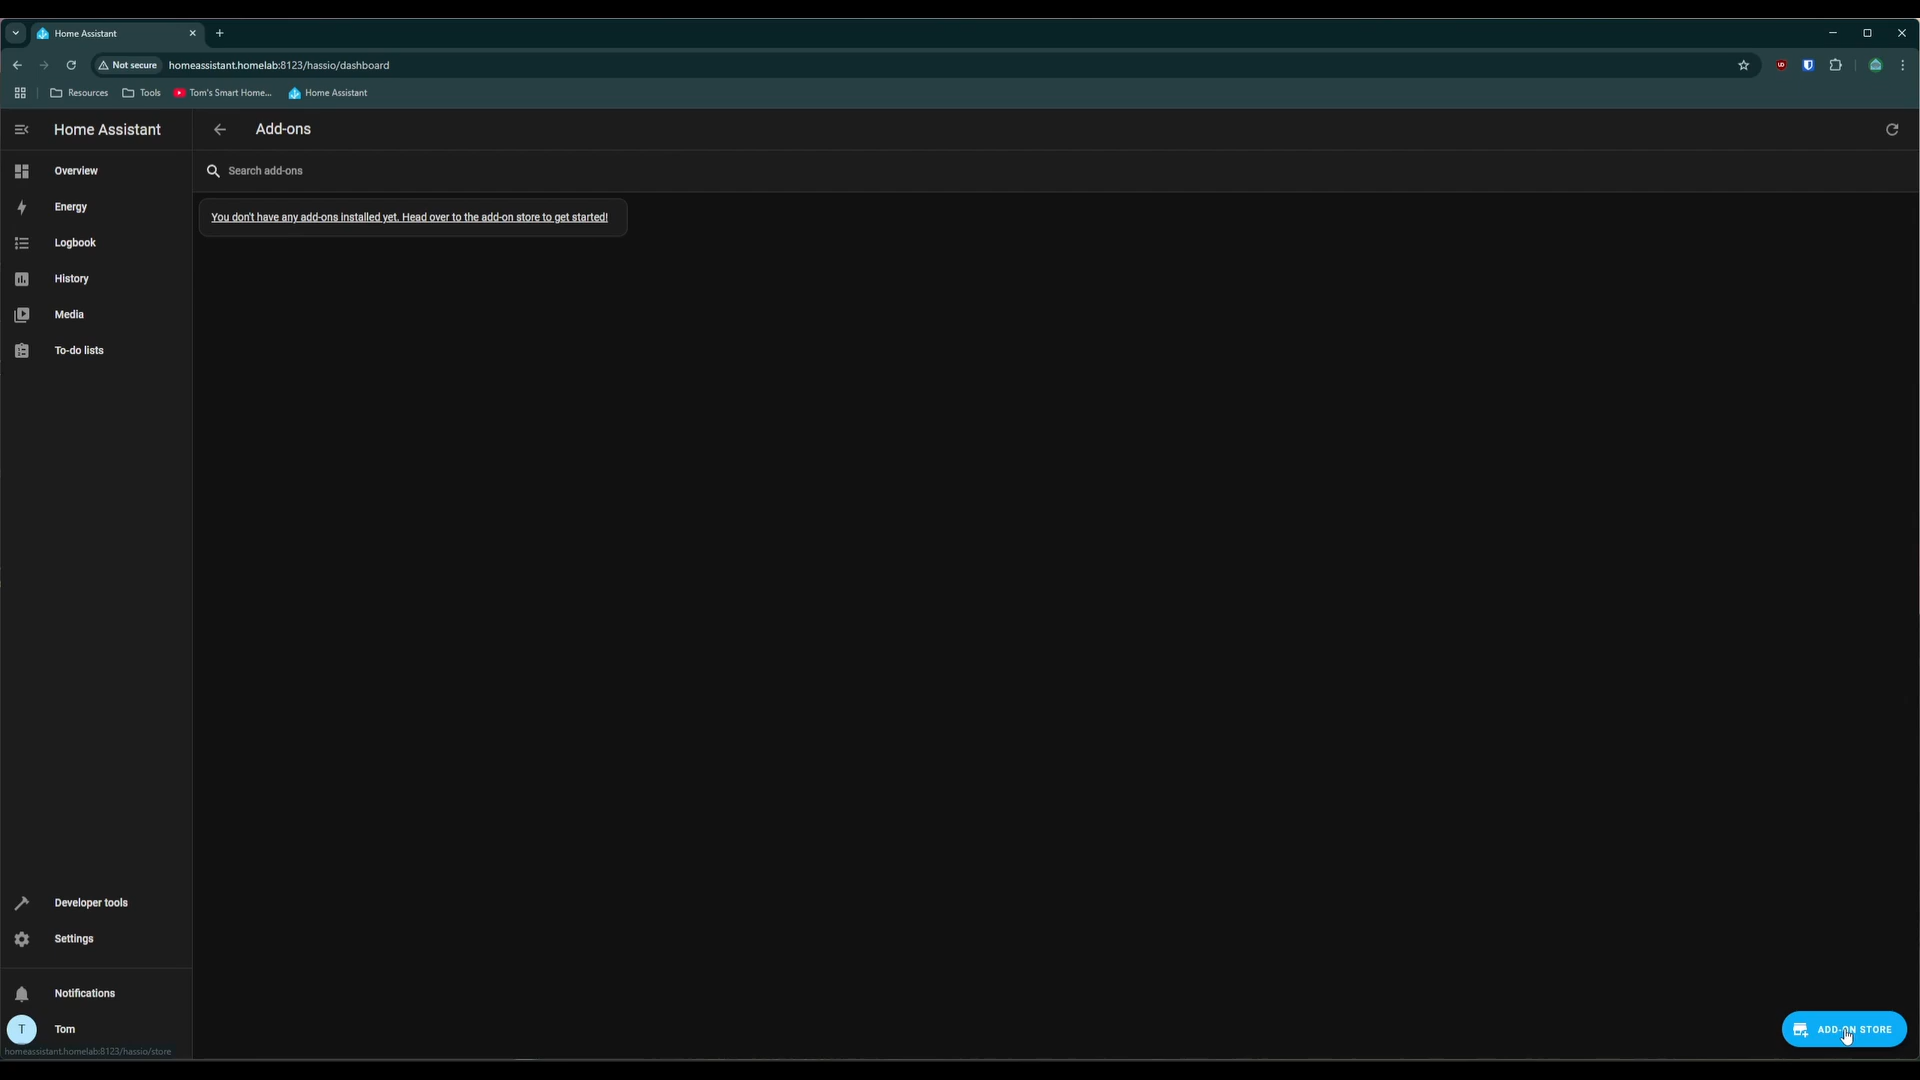 Home Assistant
Not secure homeassistant.homelab:8123/hassio/dashboard
Resources Tools Tom's Smart Home... Home Assistant
Home Assistant
Add-ons
Overview
Search add-ons
Energy
You don't have any add-ons installed yet. Head over to the add-on store to get started!
Logbook
History
Media
To-do lists
Developer tools
Settings
Notifications
T Tom
ADD-ON STORE
homeassistant.homelab:8123/hassio/store